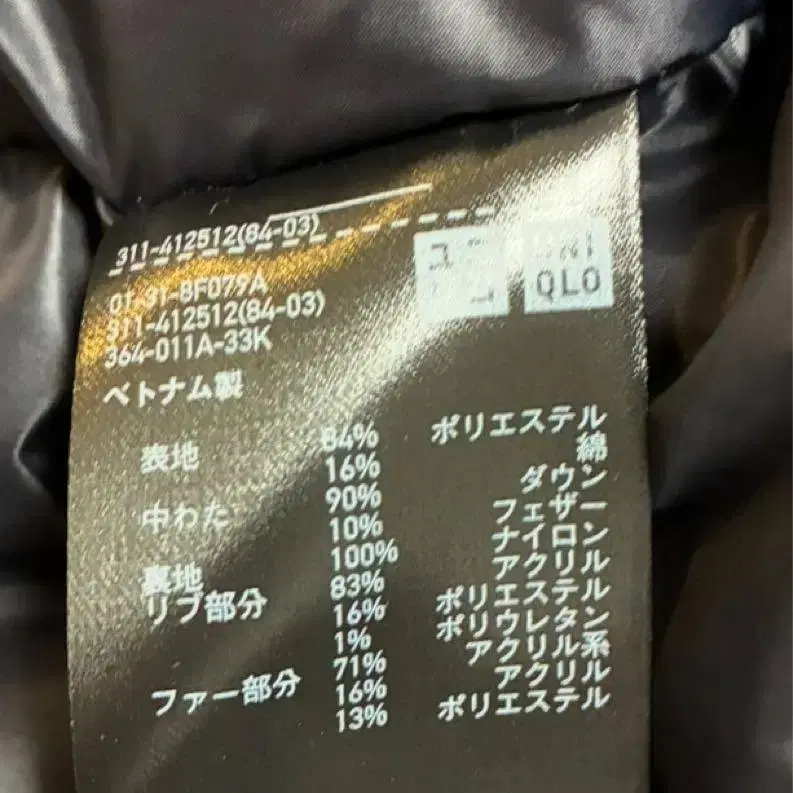 311-412512(84-03)
ユニ UNI
クロ QLO
01-31-8F079A
311-412512(84-03)
364-011A-33K
ベトナム製
表地 84% ポリエステル
16% 綿
中わた 90% ダウン
10% フェザー
裏地 100% ナイロン
リブ部分 83% アクリル
16% ポリエステル
1% ポリウレタン
ファー部分 71% アクリル系
16% アクリル
13% ポリエステル